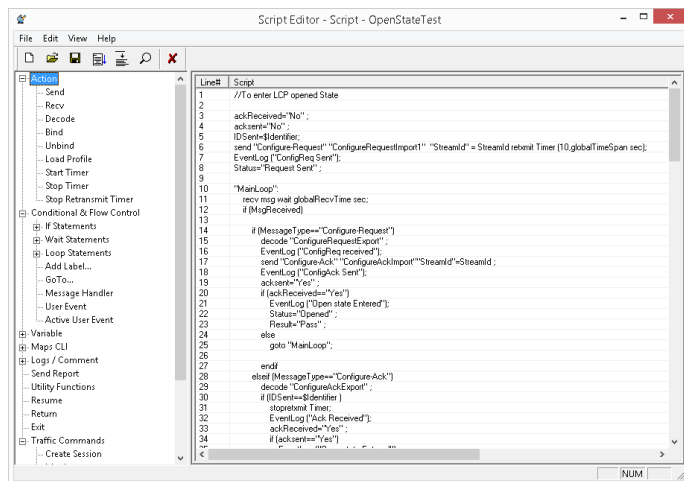 Script Editor - Script - OpenStateTest
File Edit View Help
Action
Send
Recv
Decode
Bind
Unbind
Load Profile
Start Timer
Stop Timer
Stop Retransmit Timer
Conditional & Flow Control
If Statements
Wait Statements
Loop Statements
Add Label...
GoTo...
Message Handler
User Event
Active User Event
Variable
Maps CLI
Logs / Comment
Send Report
Utility Functions
Resume
Return
Exit
Traffic Commands
Create Session
Line# Script
1 //To enter LCP opened State
2
3 ackReceived="No" ;
4 acksent="No" ;
5 IDSent=$Identifier;
6 send "Configure-Request" "ConfigureRequestImport1" "StreamId" = StreamId retxmit Timer (10,globalTimeSpan sec);
7 EventLog ("ConfigReq Sent");
8 Status="Request Sent" ;
9
10 "MainLoop":
11 recv msg wait globalRecvTime sec;
12 if (MsgReceived)
13
14 if (MessageType=="Configure-Request")
15 decode "ConfigureRequestExport" ;
16 EventLog ("ConfigReq received");
17 send "Configure-Ack" "ConfigureAckImport""StreamId"=StreamId ;
18 EventLog ("ConfigAck Sent");
19 acksent="Yes" ;
20 if (ackReceived=="Yes")
21 EventLog ("Open state Entered");
22 Status="Opened" ;
23 Result="Pass" ;
24 else
25 goto "MainLoop";
26
27 endif
28 elseif (MessageType=="Configure-Ack")
29 decode "ConfigureAckExport" ;
30 if (IDSent==$Identifier )
31 stopretxmit Timer;
32 EventLog ("Ack Received");
33 ackReceived="Yes" ;
34 if (acksent=="Yes")
NUM